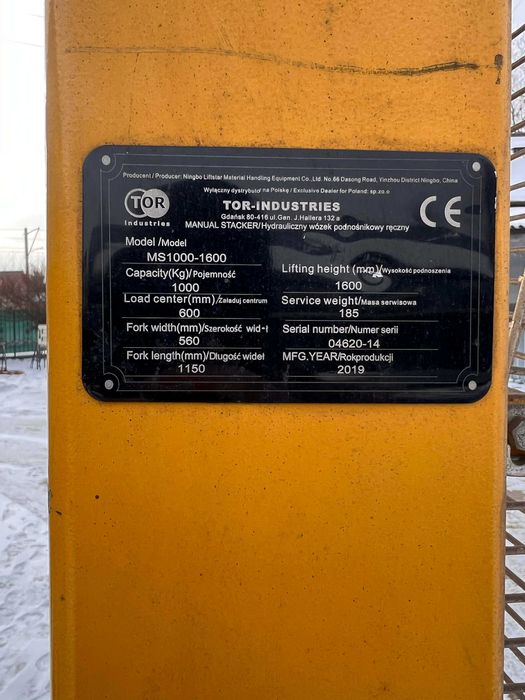 Producent / Producer: Ningbo Liftstar Material Handling Equipment Co.,Ltd. No.66 Dasong Road, Yinzhou District Ningbo, China
Wyłączny dystrybutor na Polskę / Exclusive Dealer for Poland: sp.zo.o
TOR Industries
TOR-INDUSTRIES
CE
Gdańsk 80-416 ul.Gen. J.Hallera 132 a
MANUAL STACKER/Hydrauliczny wózek podnośnikowy ręczny
Model /Model
MS1000-1600
Capacity(Kg)/Pojemność
1000
Lifting height (mm)/Wysokość podnoszenia
1600
Load center(mm)/Załaduj centrum
600
Service weight/Masa serwisowa
185
Fork width(mm)/Szerokość wid-ł
560
Serial number/Numer serii
04620-14
Fork length(mm)/Długość wideł
1150
MFG.YEAR/Rokprodukcji
2019